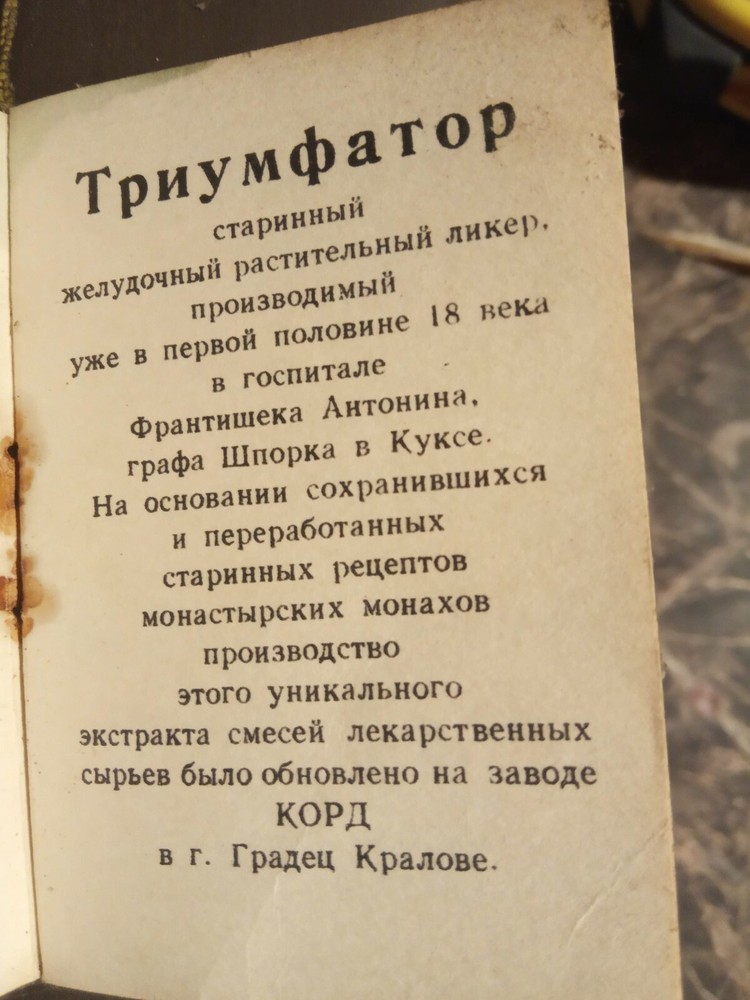 Триумфатор
старинный
желудочный растительный ликер,
производимый
уже в первой половине 18 века
в госпитале
Франтишека Антонина,
графа Шпорка в Куксе.
На основании сохранившихся
и переработанных
старинных рецептов
монастырских монахов
производство
этого уникального
экстракта смесей лекарственных
сырьев было обновлено на заводе
КОРД
в г. Градец Кралове.